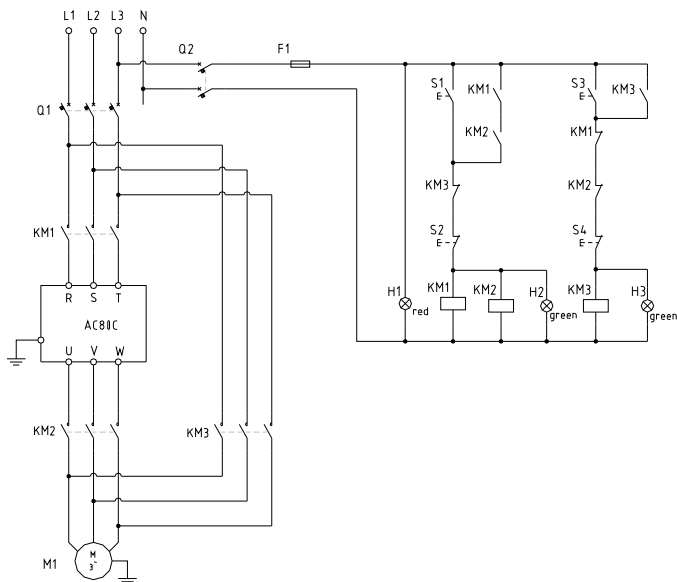 L1 L2 L3 N
Q2 F1
Q1
S1 KM1 S3 KM3
KM2 KM1
KM3 KM2
KM1
S2 S4
R S T
H1 KM1 KM2 H2 KM3 H3
red green green
AC80C
U V W
KM2 KM3
M1 M
3~